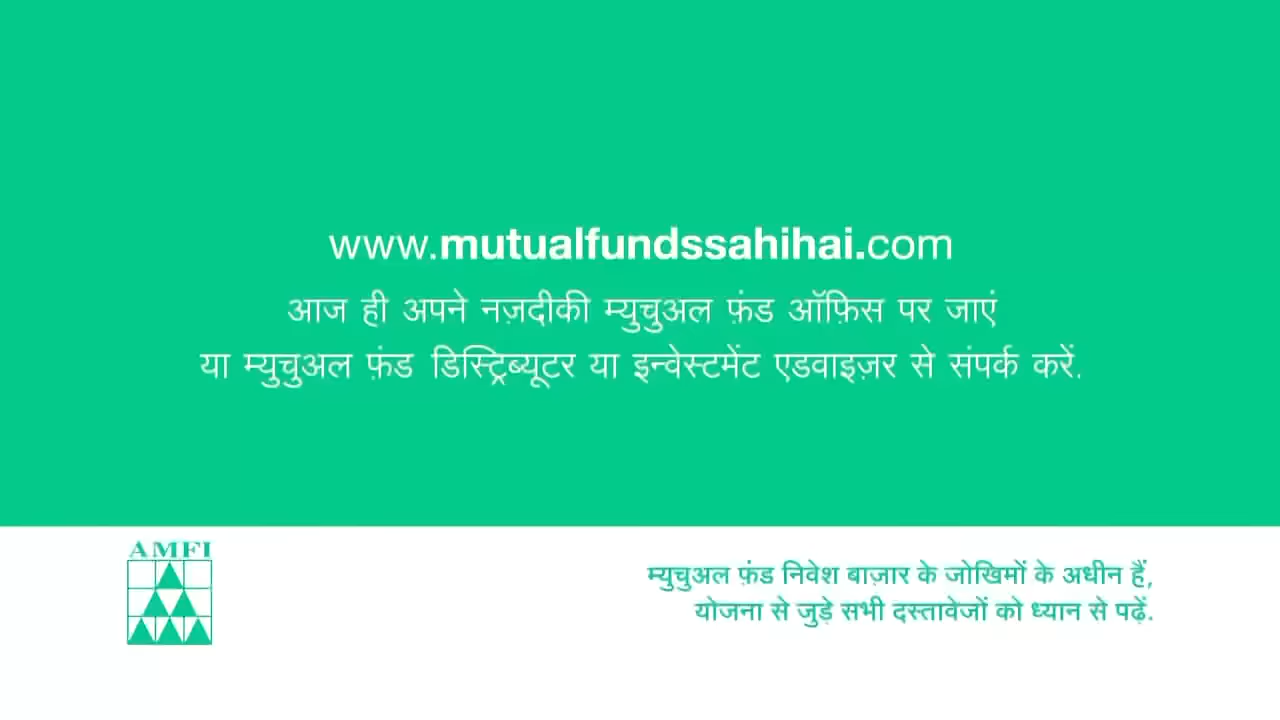 www.mutualfundssahihai.com
आज ही अपने नज़दीकी म्युचुअल फ़ंड ऑफ़िस पर जाएं
या म्युचुअल फ़ंड डिस्ट्रिब्यूटर या इन्वेस्टमेंट एडवाइज़र से संपर्क करें.
AMFI
म्युचुअल फ़ंड निवेश बाज़ार के जोखिमों के अधीन हैं,
योजना से जुड़े सभी दस्तावेजों को ध्यान से पढ़ें.